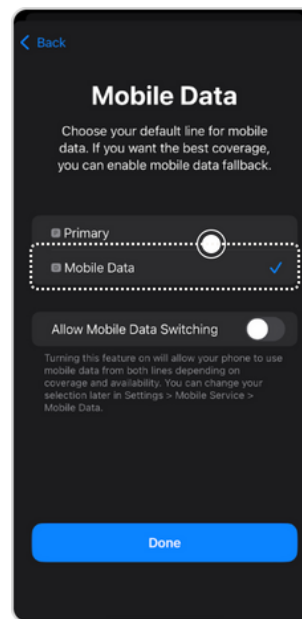 Back
Mobile Data
Choose your default line for mobile
data. If you want the best coverage,
you can enable mobile data fallback.
P Primary
P Mobile Data
Allow Mobile Data Switching
Turning this feature on will allow your phone to use
mobile data from both lines depending on
coverage and availability. You can change your
selection later in Settings > Mobile Service >
Mobile Data.
Done